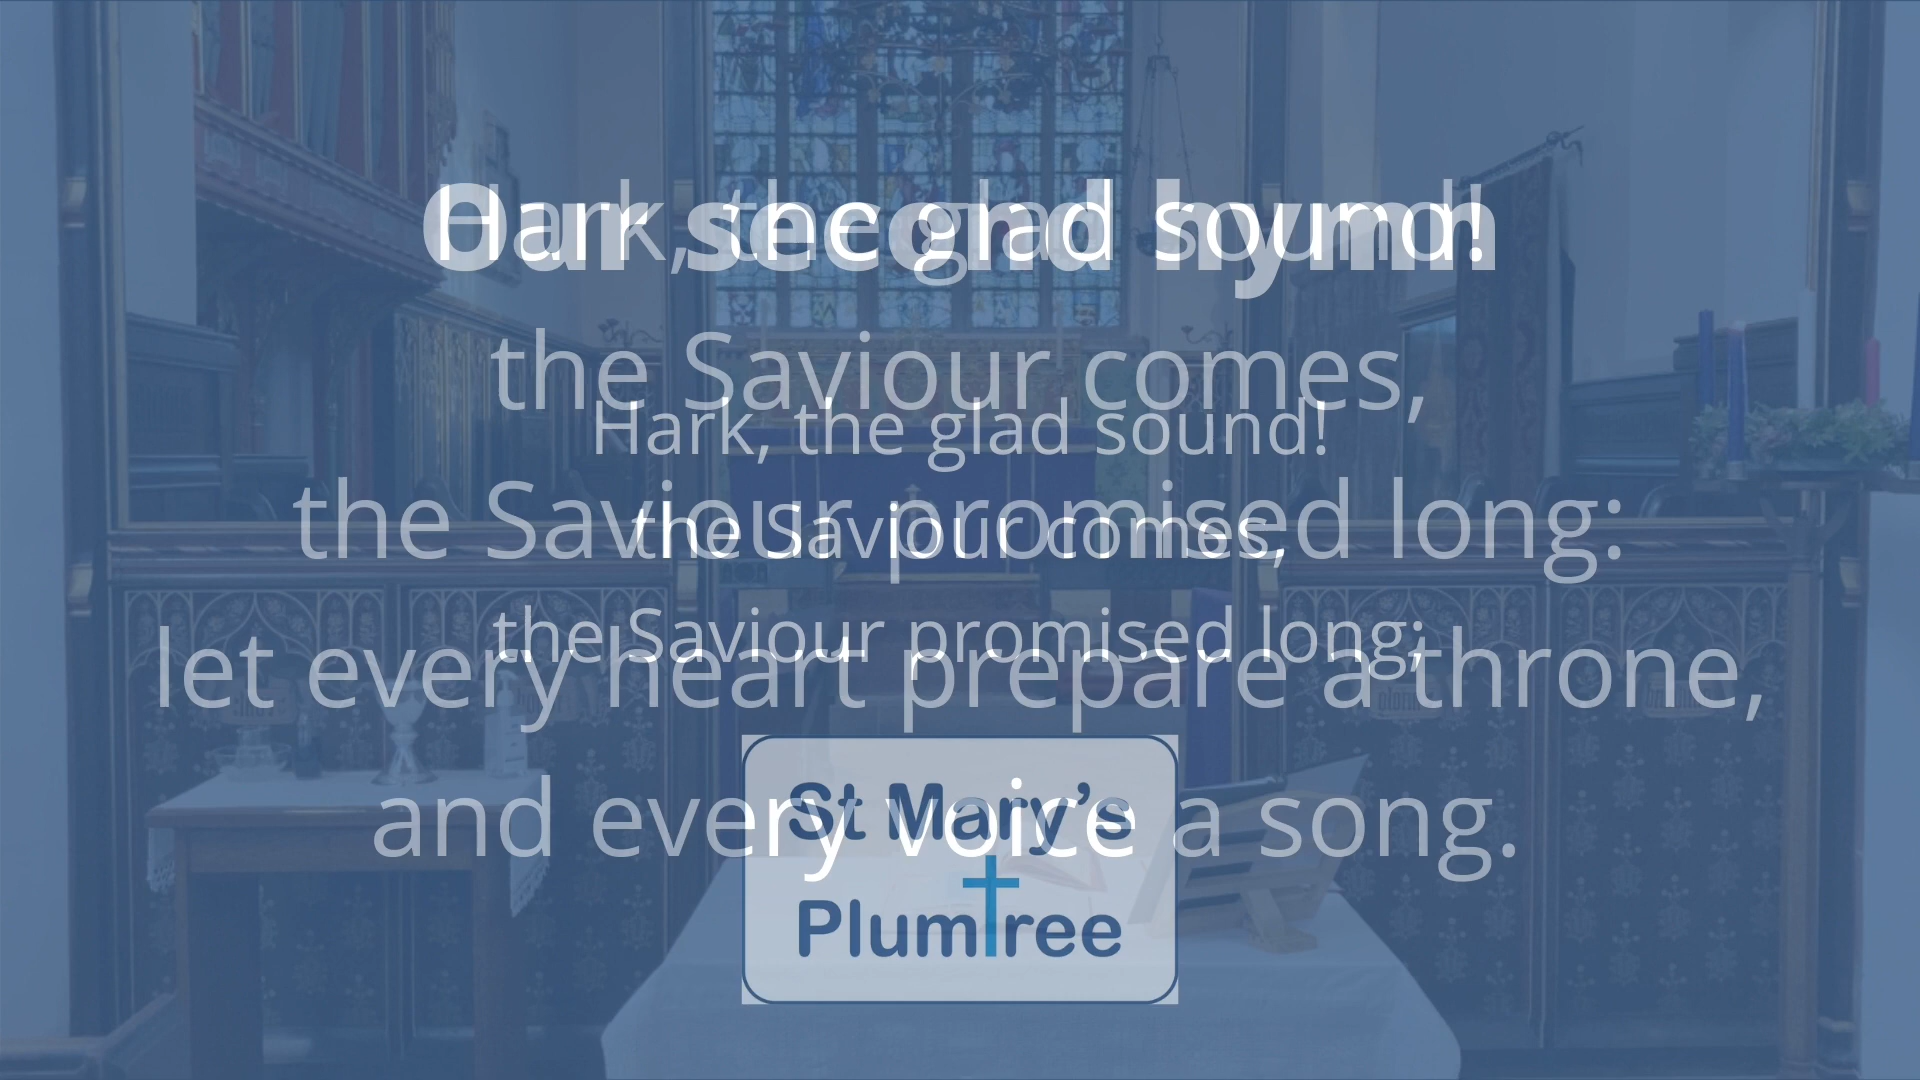 Our second hymn
Hark, the glad sound!
the Saviour comes,
the Saviour promised long;
St Mary's
Plumtree
Hark, the glad sound!
the Saviour comes,
the Saviour promised long:
let every heart prepare a throne,
and every voice a song.